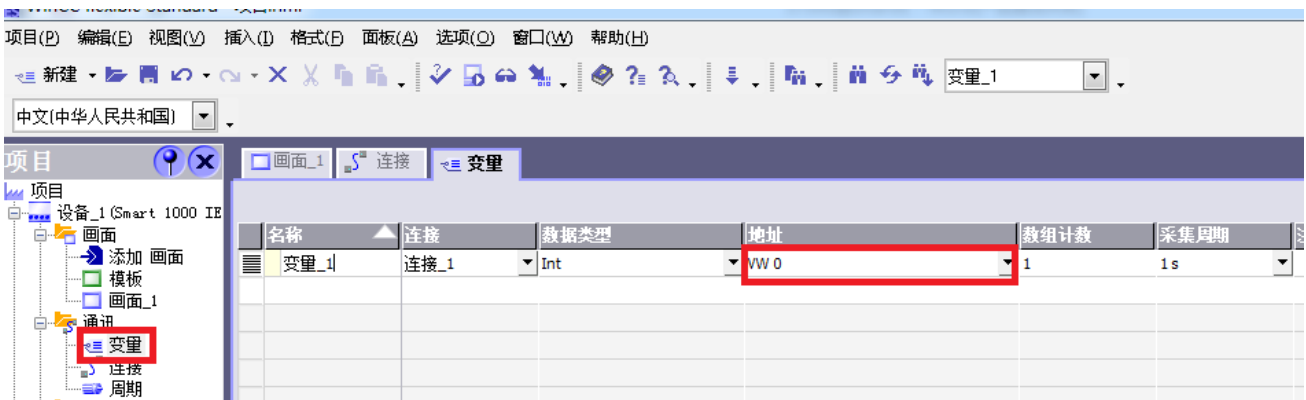 项目(P) 编辑(E) 视图(V) 插入(I) 格式(F) 面板(A) 选项(O) 窗口(W) 帮助(H)
新建 变量_1
中文(中华人民共和国)
项目 画面_1 连接 变量
项目
设备_1(Smart 1000 IE
画面
添加 画面
模板
画面_1
通讯
变量
连接
周期
名称 连接 数据类型 地址 数组计数 采集周期
变量_1 连接_1 Int VW 0 1 1 s